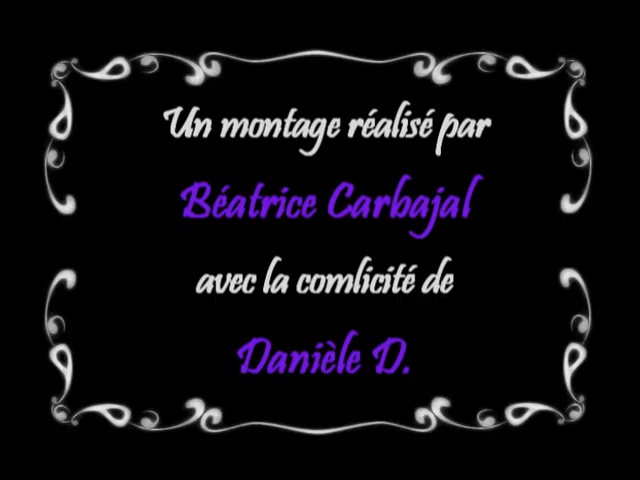 Un montage réalisé par
Béatrice Carbajal
avec la comlicité de
Danièle D.